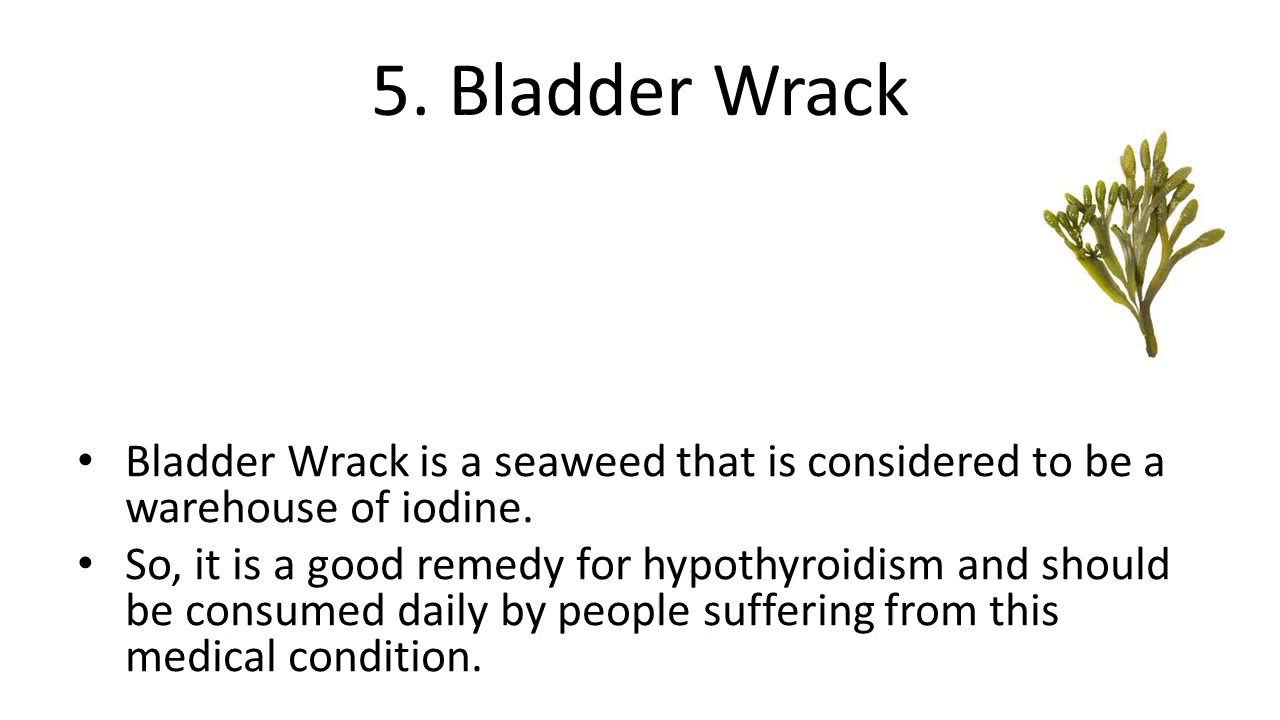 5. Bladder Wrack
• Bladder Wrack is a seaweed that is considered to be a
warehouse of iodine.
• So, it is a good remedy for hypothyroidism and should
be consumed daily by people suffering from this
medical condition.